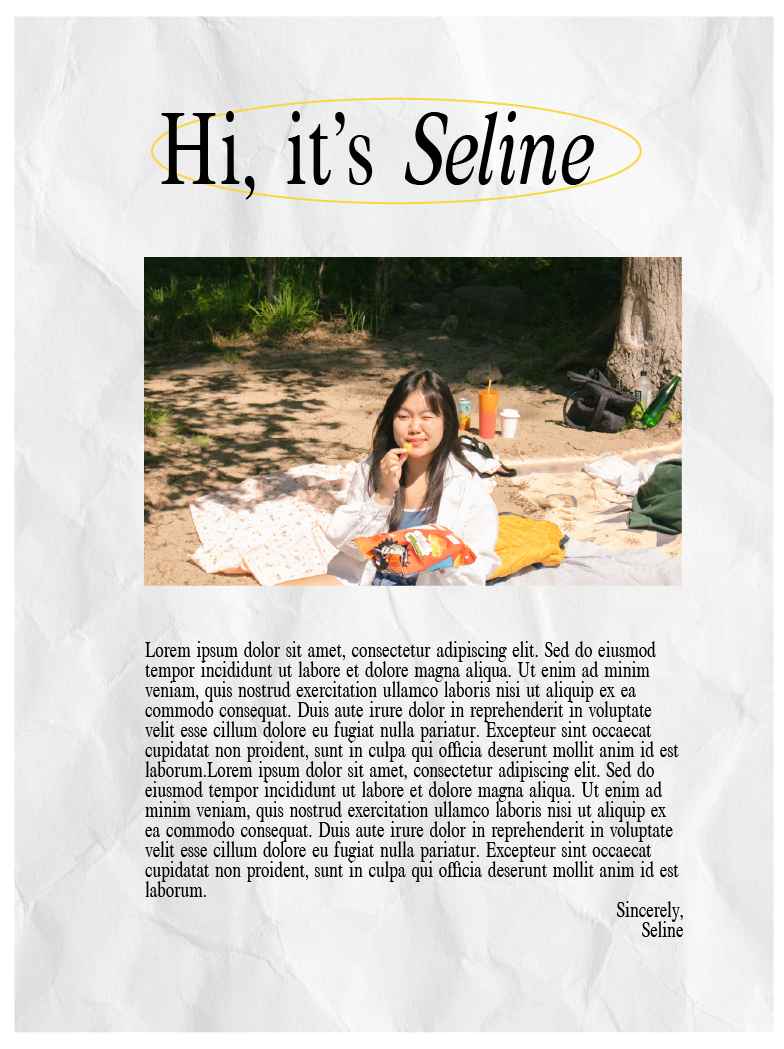 Hi, it’s Seline
Lorem ipsum dolor sit amet, consectetur adipiscing elit. Sed do eiusmod
tempor incididunt ut labore et dolore magna aliqua. Ut enim ad minim
veniam, quis nostrud exercitation ullamco laboris nisi ut aliquip ex ea
commodo consequat. Duis aute irure dolor in reprehenderit in voluptate
velit esse cillum dolore eu fugiat nulla pariatur. Excepteur sint occaecat
cupidatat non proident, sunt in culpa qui officia deserunt mollit anim id est
laborum.Lorem ipsum dolor sit amet, consectetur adipiscing elit. Sed do
eiusmod tempor incididunt ut labore et dolore magna aliqua. Ut enim ad
minim veniam, quis nostrud exercitation ullamco laboris nisi ut aliquip ex
ea commodo consequat. Duis aute irure dolor in reprehenderit in voluptate
velit esse cillum dolore eu fugiat nulla pariatur. Excepteur sint occaecat
cupidatat non proident, sunt in culpa qui officia deserunt mollit anim id est
laborum.
Sincerely,
Seline